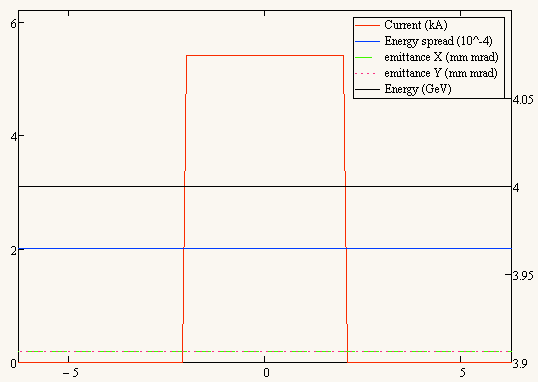 6
Current (kA)
Energy spread (10^-4)
emittance X (mm mrad)
emittance Y (mm mrad)
Energy (GeV)
4.05
4
4
2
3.95
0
3.9
−5
0
5